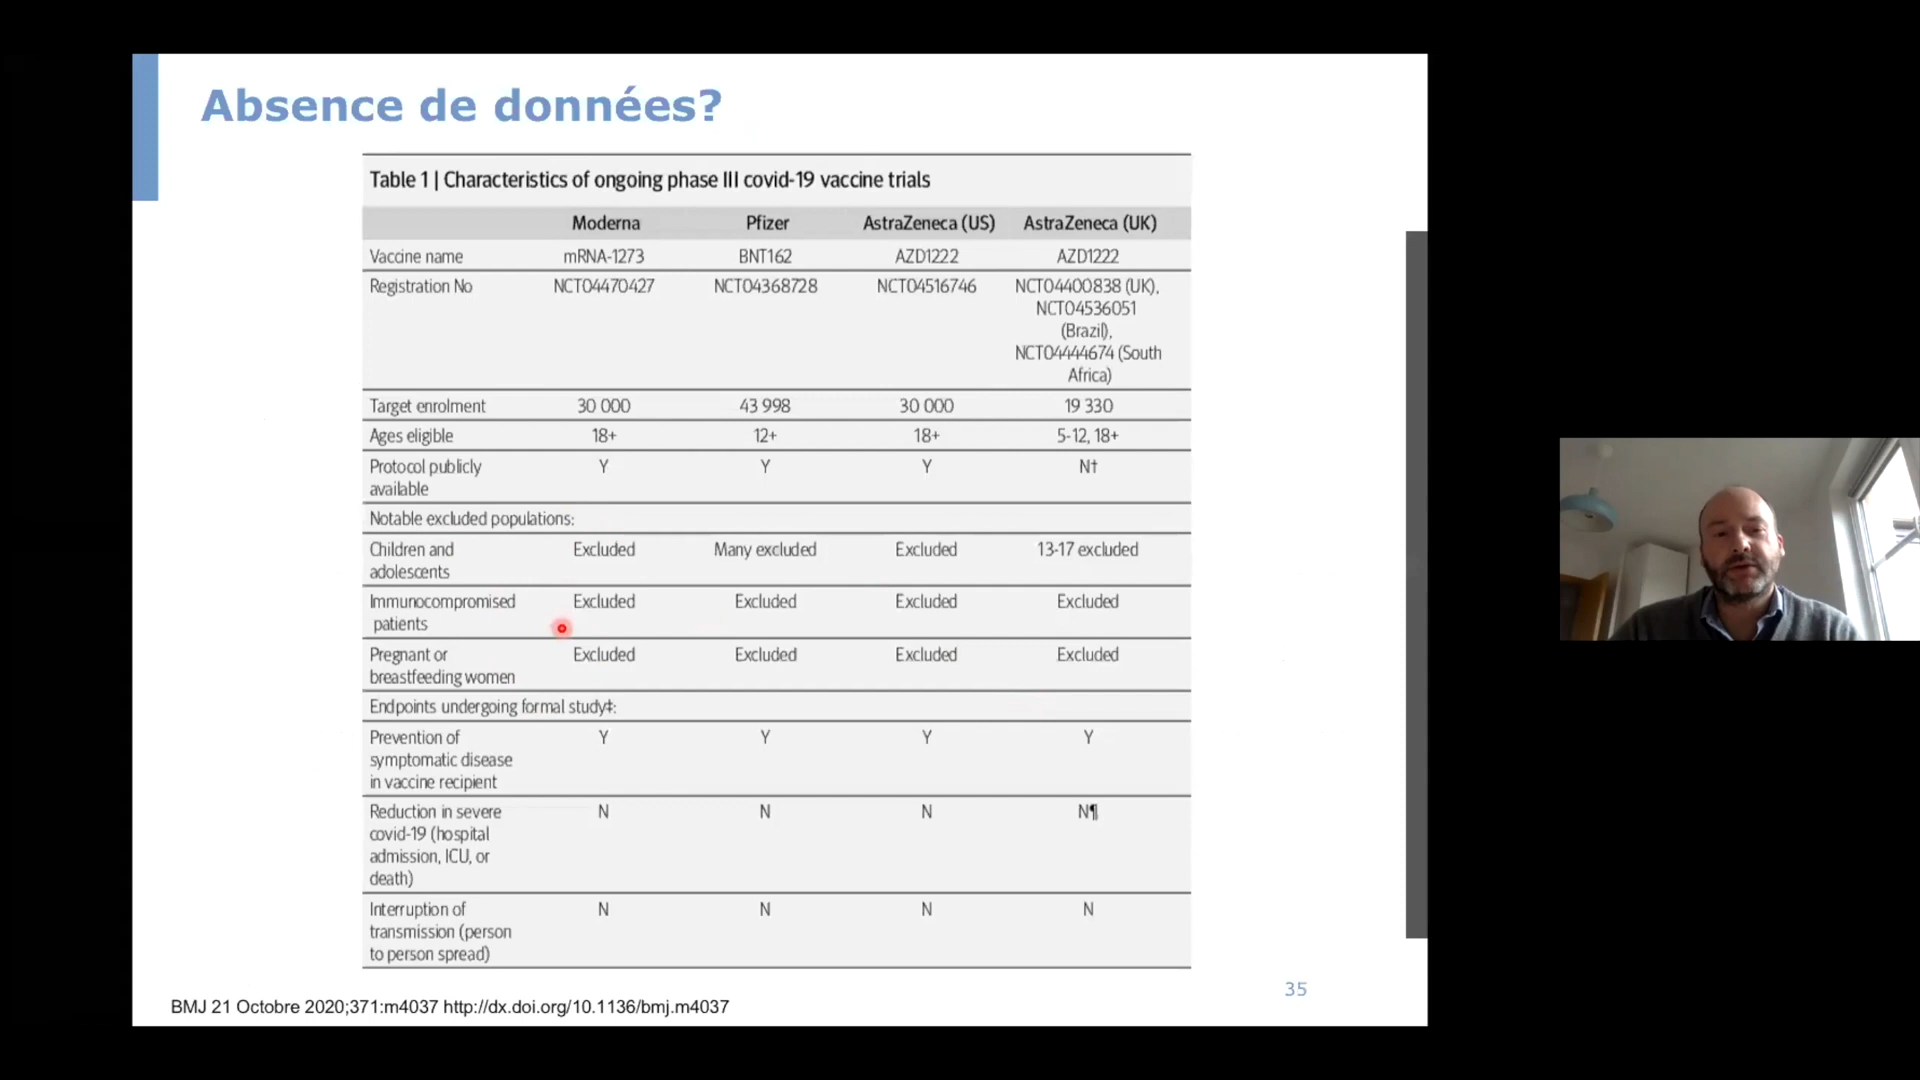 Absence de données?
Table 1 | Characteristics of ongoing phase III covid-19 vaccine trials
Moderna Pfizer AstraZeneca (US) AstraZeneca (UK)
Vaccine name mRNA-1273 BNT162 AZD1222 AZD1222
Registration No NCT04470427 NCT04368728 NCT04516746 NCT04400838 (UK),
NCT04536051
(Brazil),
NCT04444674 (South
Africa)
Target enrolment 30 000 43 998 30 000 19 330
Ages eligible 18+ 12+ 18+ 5-12, 18+
Protocol publicly Y Y Y N†
available
Notable excluded populations:
Children and Excluded Many excluded Excluded 13-17 excluded
adolescents
Immunocompromised Excluded Excluded Excluded Excluded
patients
Pregnant or Excluded Excluded Excluded Excluded
breastfeeding women
Endpoints undergoing formal study‡:
Prevention of Y Y Y Y
symptomatic disease
in vaccine recipient
Reduction in severe N N N N¶
covid-19 (hospital
admission, ICU, or
death)
Interruption of N N N N
transmission (person
to person spread)
35
BMJ 21 Octobre 2020;371:m4037 http://dx.doi.org/10.1136/bmj.m4037